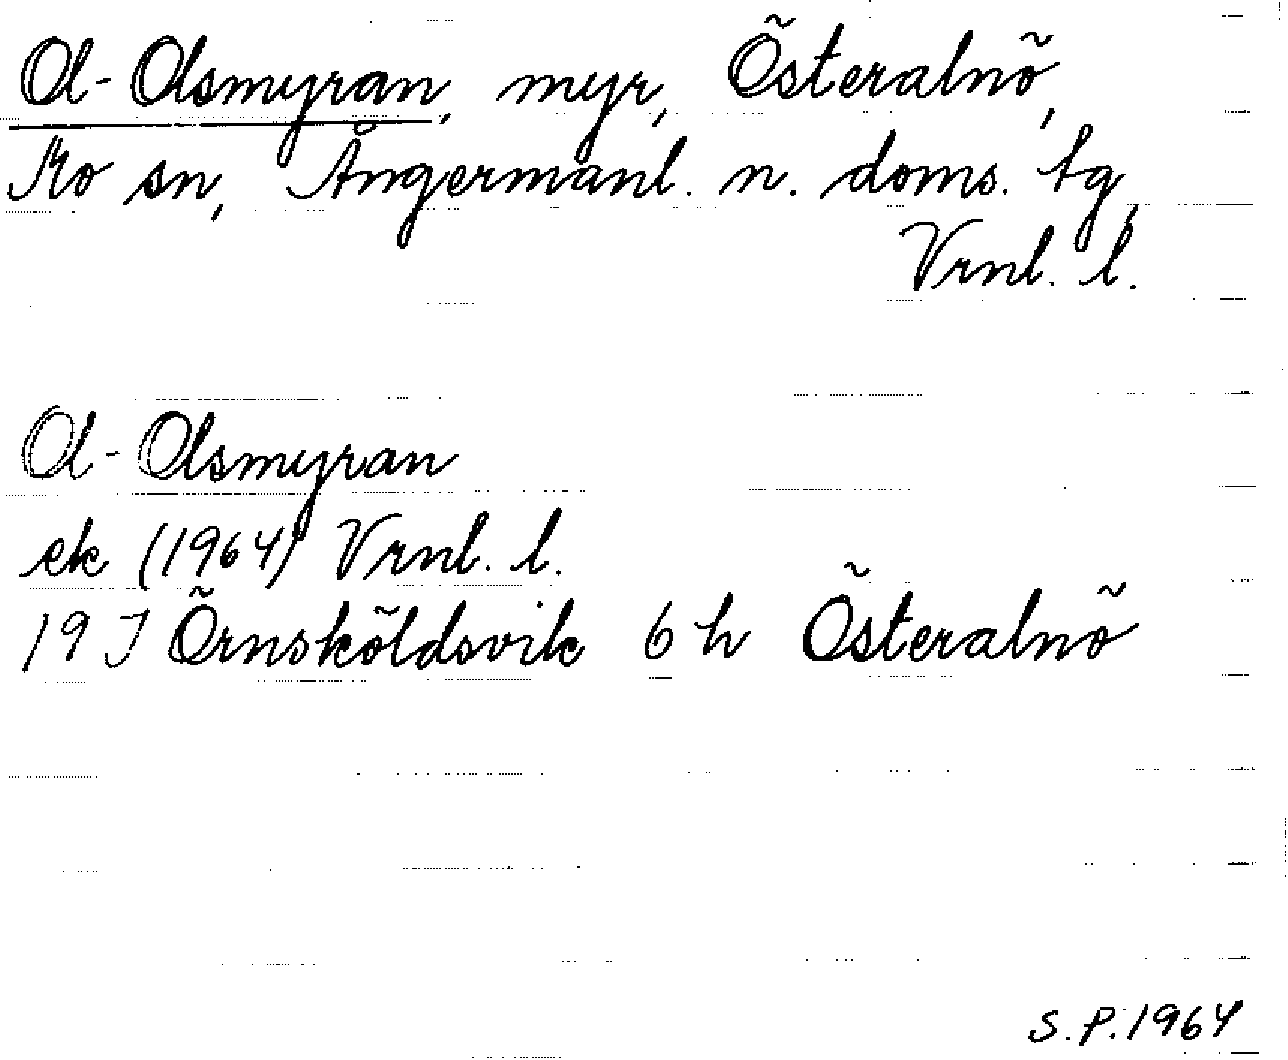 Ol-Olsmyran, myr, Österalnö,
Mo sn, Ångermanl. n. doms. tg,
Vrnl. l.
Ol-Olsmyran
ek (1964) Vrnl. l.
19 J Örnsköldsvik 6 h Österalnö
S.P. 1964